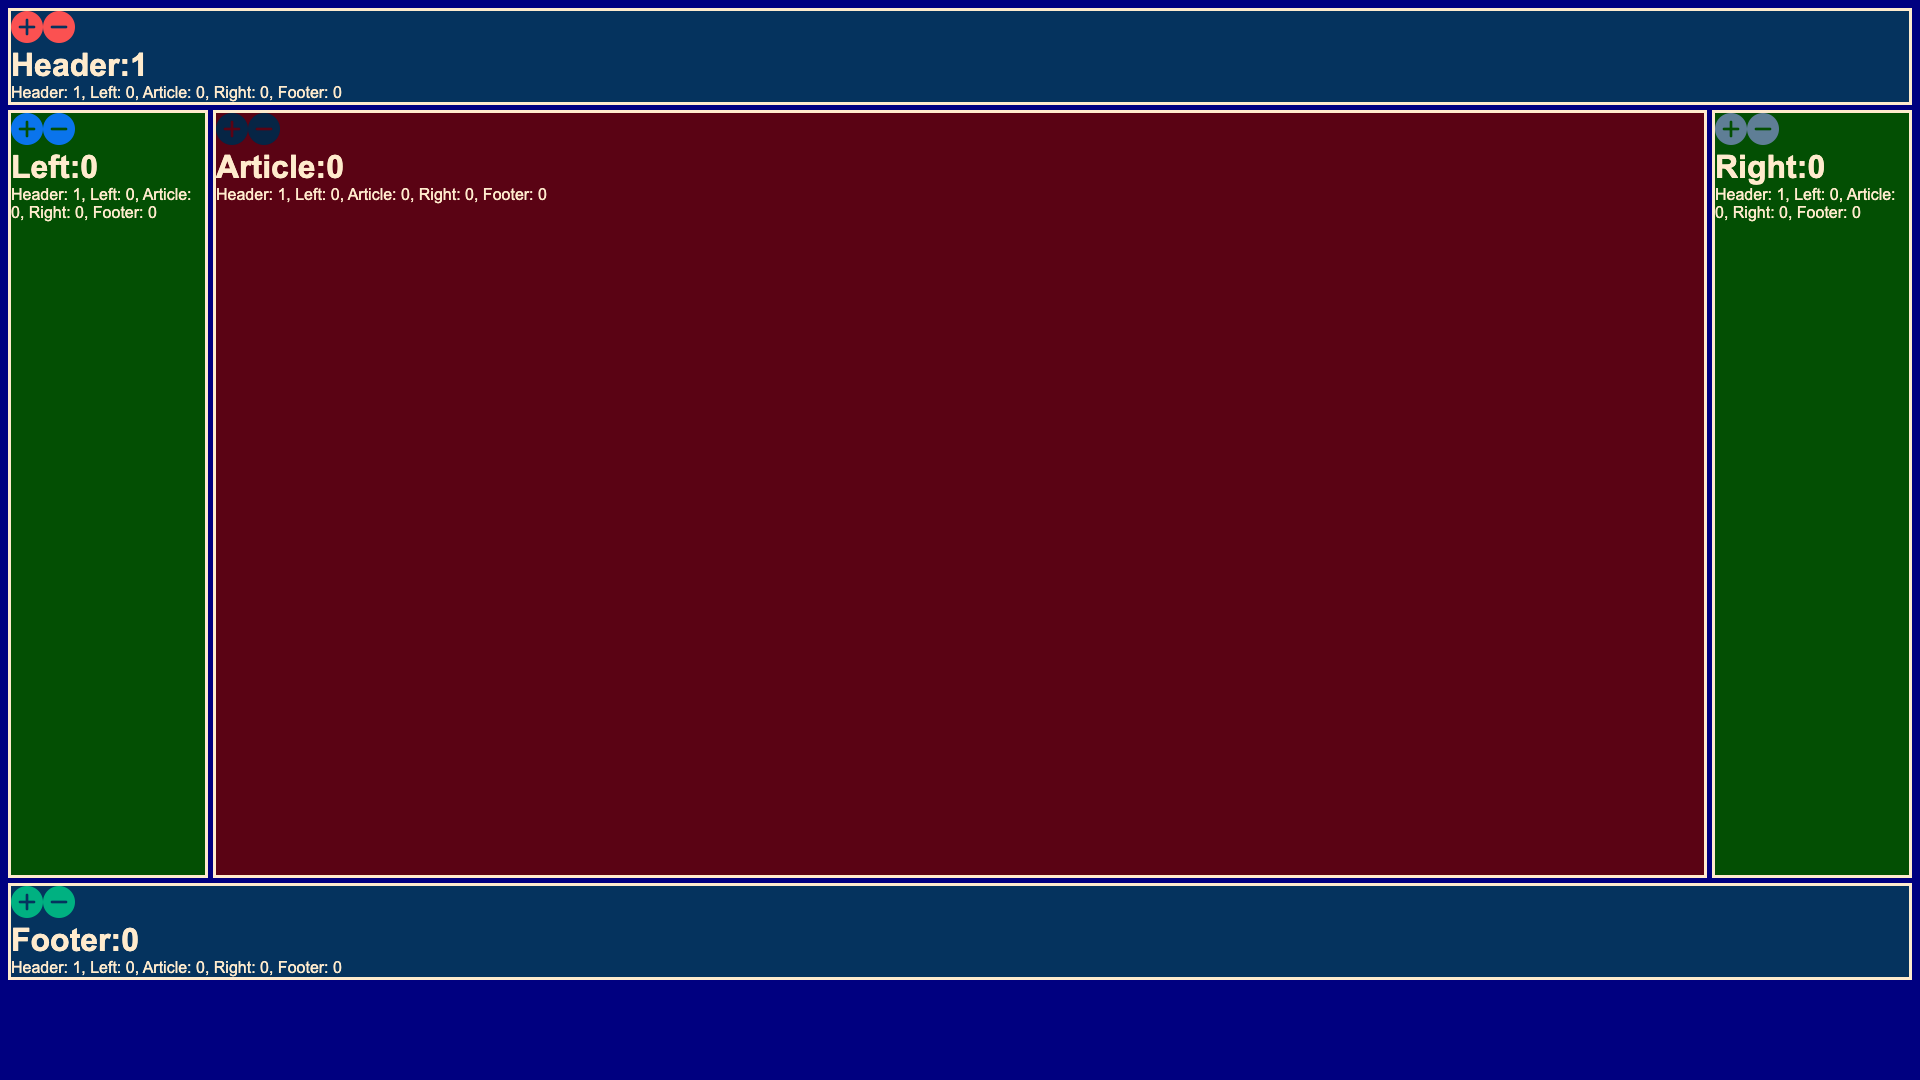 Header:1
Header: 1, Left: 0, Article: 0, Right: 0, Footer: 0
Left:0
Header: 1, Left: 0, Article:
0, Right: 0, Footer: 0
Article:0
Header: 1, Left: 0, Article: 0, Right: 0, Footer: 0
Right:0
Header: 1, Left: 0, Article:
0, Right: 0, Footer: 0
Footer:0
Header: 1, Left: 0, Article: 0, Right: 0, Footer: 0